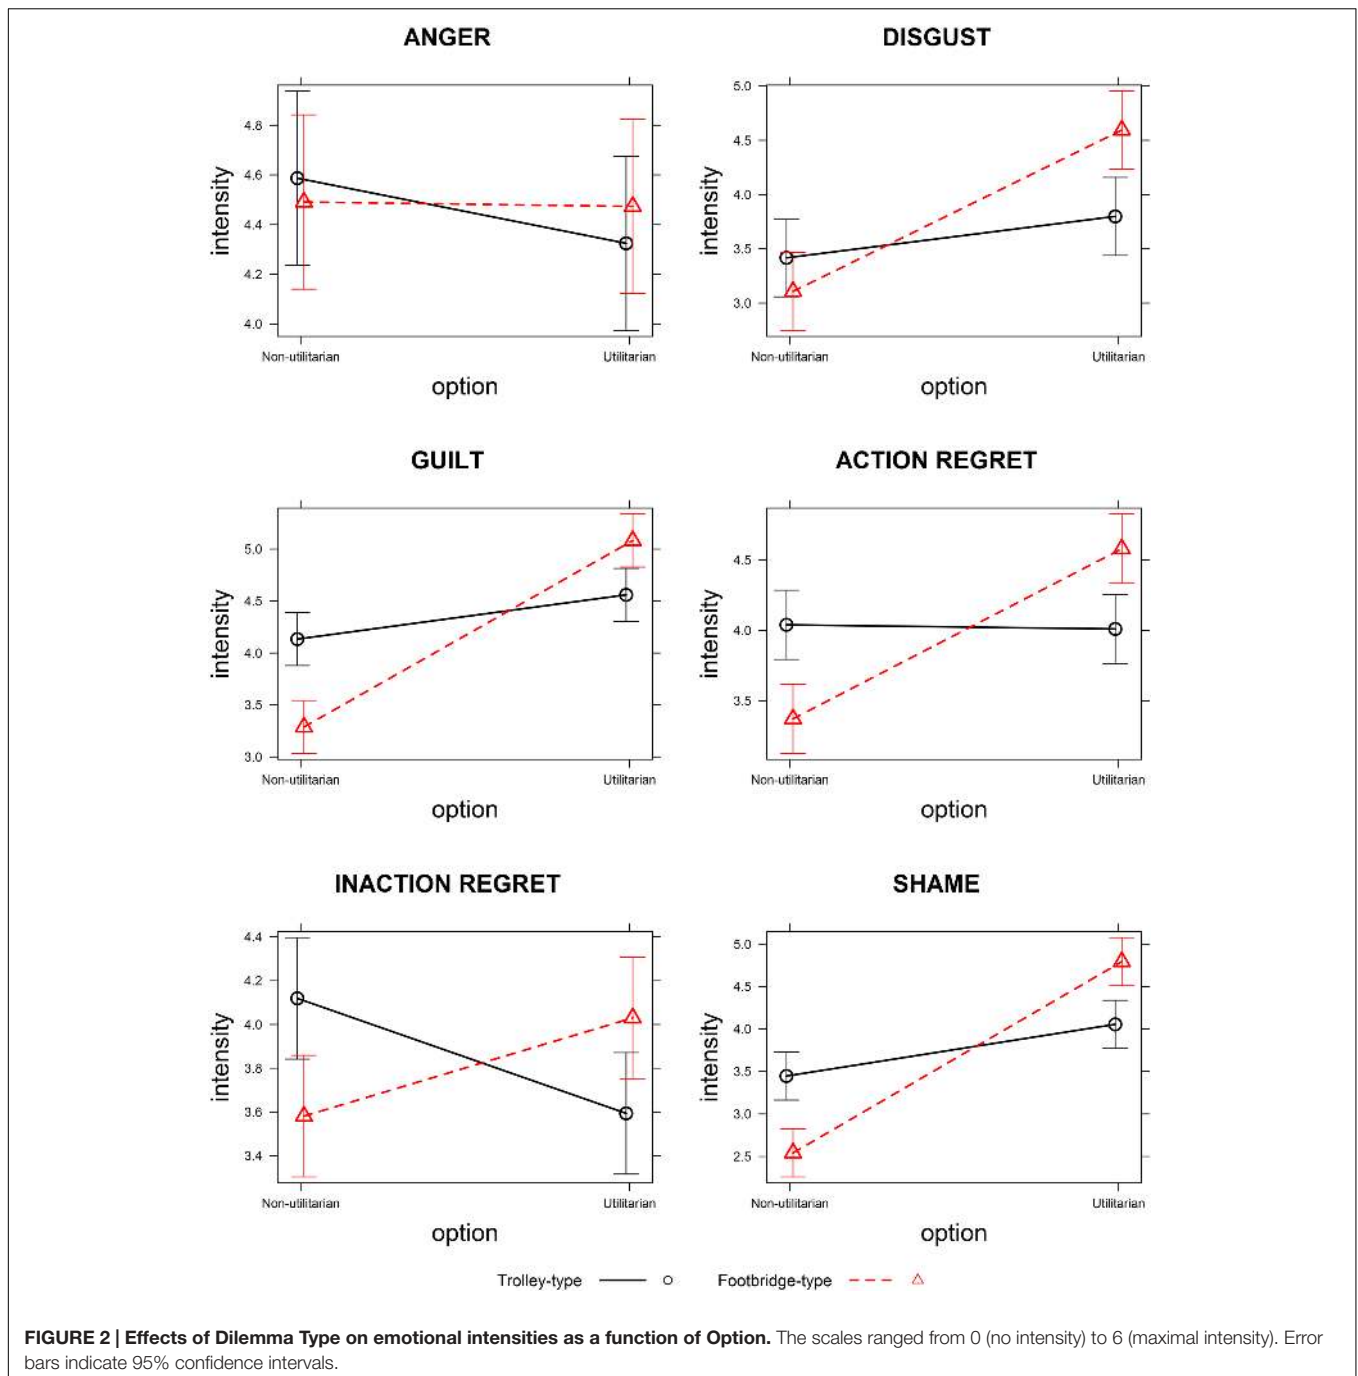 ANGER
DISGUST
4.8
4.6
4.4
4.2
4.0
intensity
Non-utilitarian
Utilitarian
option
5.0
4.5
4.0
3.5
3.0
intensity
Non-utilitarian
Utilitarian
option
GUILT
ACTION REGRET
5.0
4.5
4.0
3.5
3.0
intensity
Non-utilitarian
Utilitarian
option
4.5
4.0
3.5
intensity
Non-utilitarian
Utilitarian
option
INACTION REGRET
SHAME
4.4
4.2
4.0
3.8
3.6
3.4
intensity
Non-utilitarian
Utilitarian
option
5.0
4.5
4.0
3.5
3.0
2.5
intensity
Non-utilitarian
Utilitarian
option
Trolley-type
Footbridge-type
FIGURE 2 | Effects of Dilemma Type on emotional intensities as a function of Option. The scales ranged from 0 (no intensity) to 6 (maximal intensity). Error
bars indicate 95% confidence intervals.